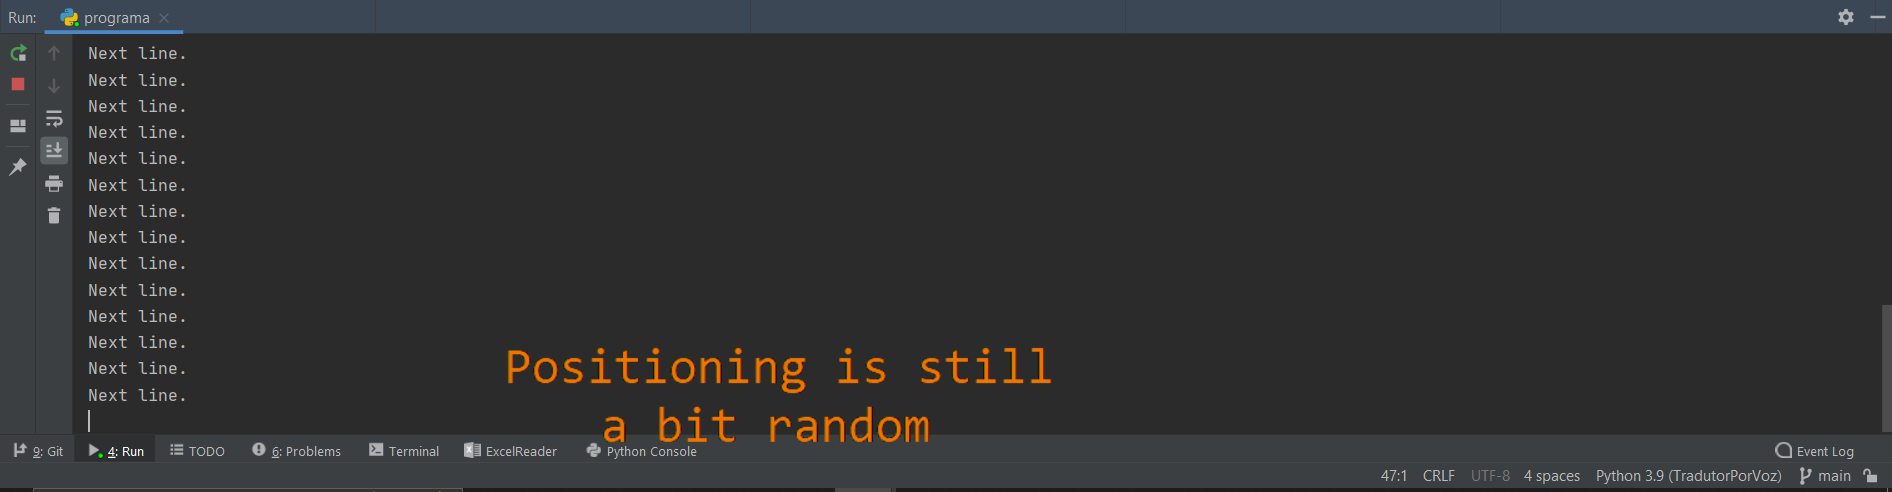 Run: programa
Next line.
Next line.
Next line.
Next line.
Next line.
Next line.
Next line.
Next line.
Next line.
Next line.
Next line.
Next line.
Next line.
Next line.
Positioning is still
a bit random
9: Git 4: Run TODO 6: Problems Terminal ExcelReader Python Console Event Log
47:1 CRLF UTF-8 4 spaces Python 3.9 (TradutorPorVoz) main